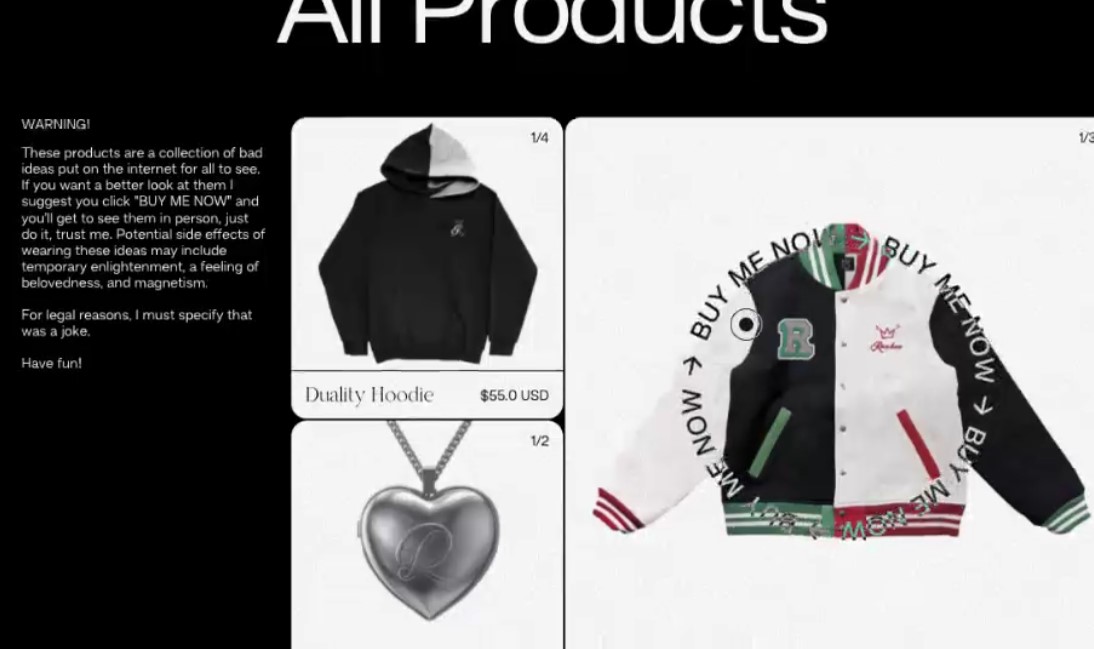 All Products
WARNING!
These products are a collection of bad
ideas put on the internet for all to see.
If you want a better look at them I
suggest you click "BUY ME NOW" and
you'll get to see them in person, just
do it, trust me. Potential side effects of
wearing these ideas may include
temporary enlightenment, a feeling of
belovedness, and magnetism.
For legal reasons, I must specify that
was a joke.
Have fun!
1/4
R
Duality Hoodie
$55.0 USD
1/2
R
1/3
BUY ME NOW → BUY ME NOW → BUY ME NOW → BUY ME NOW →
R